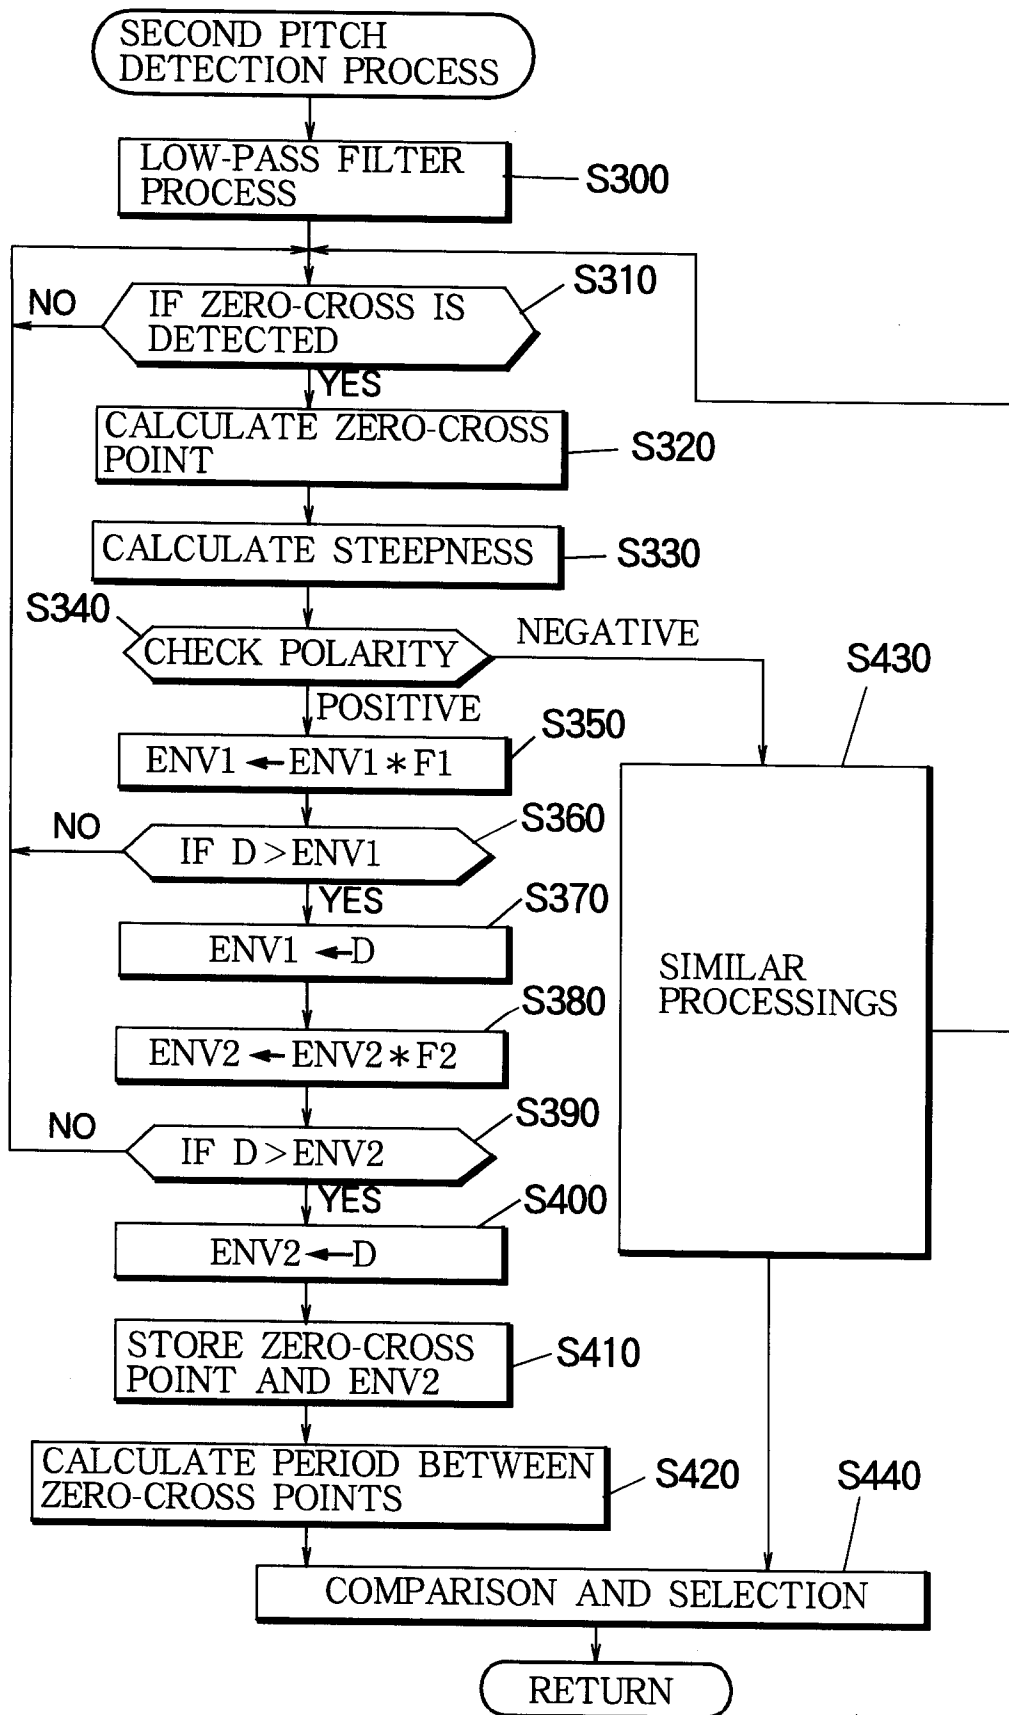 SECOND PITCH
DETECTION PROCESS
LOW-PASS FILTER
PROCESS
S300
S310
NO
IF ZERO-CROSS IS
DETECTED
YES
CALCULATE ZERO-CROSS
POINT
S320
CALCULATE STEEPNESS
S330
S340
CHECK POLARITY
NEGATIVE
S430
POSITIVE
S350
ENV1 ← ENV1 * F1
S360
NO
IF D > ENV1
YES
S370
ENV1 ← D
SIMILAR
PROCESSINGS
S380
ENV2 ← ENV2 * F2
S390
NO
IF D > ENV2
YES
S400
ENV2 ← D
STORE ZERO-CROSS
POINT AND ENV2
S410
CALCULATE PERIOD BETWEEN
ZERO-CROSS POINTS
S420
S440
COMPARISON AND SELECTION
RETURN